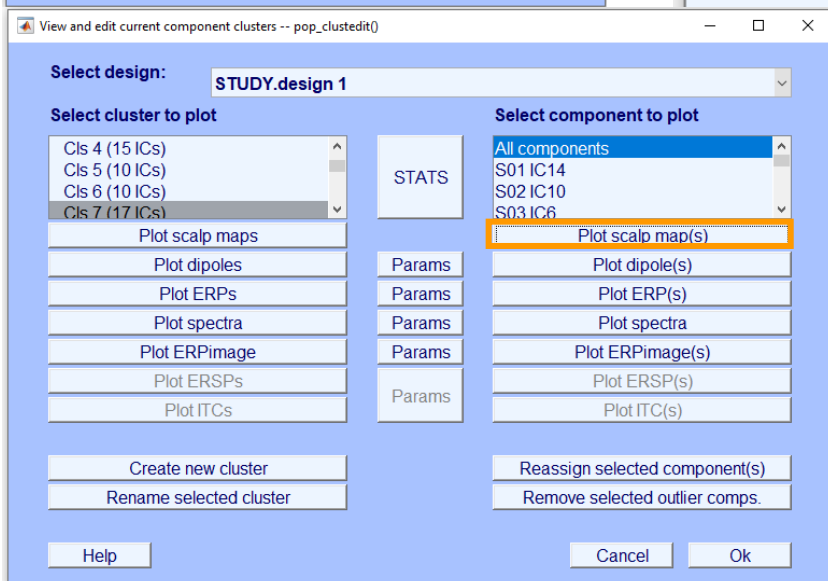 View and edit current component clusters -- pop_clustedit()
Select design:
STUDY.design 1
Select cluster to plot
Select component to plot
Cls 4 (15 ICs)
Cls 5 (10 ICs)
Cls 6 (10 ICs)
Cls 7 (17 ICs)
STATS
All components
S01 IC14
S02 IC10
S03 IC6
Plot scalp maps
Plot scalp map(s)
Plot dipoles
Params
Plot dipole(s)
Plot ERPs
Params
Plot ERP(s)
Plot spectra
Params
Plot spectra
Plot ERPimage
Params
Plot ERPimage(s)
Plot ERSPs
Params
Plot ERSP(s)
Plot ITCs
Plot ITC(s)
Create new cluster
Reassign selected component(s)
Rename selected cluster
Remove selected outlier comps.
Help
Cancel
Ok